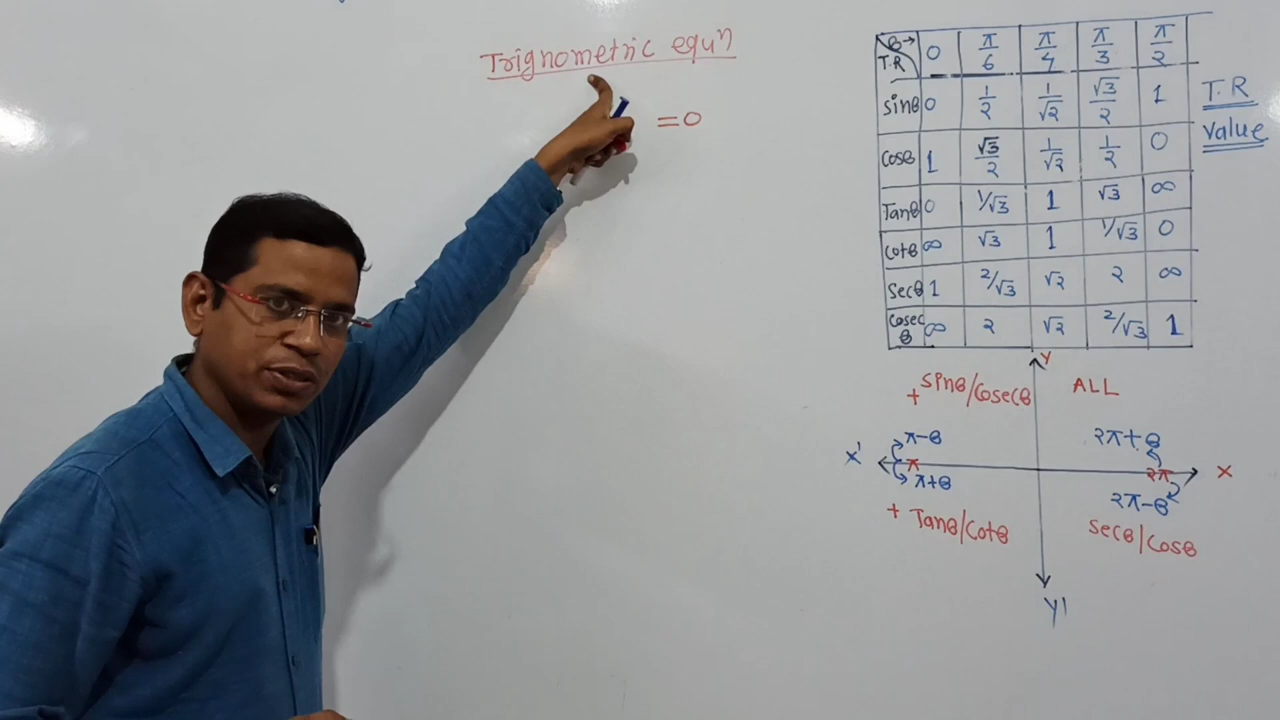 Trignometric equⁿ
=0
θ→ 0 π/6 π/4 π/3 π/2
T.R
sinθ 0 1/2 1/√2 √3/2 1
cosθ 1 √3/2 1/√2 1/2 0
Tanθ 0 1/√3 1 √3 ∞
cotθ ∞ √3 1 1/√3 0
secθ 1 2/√3 √2 2 ∞
cosec θ ∞ 2 √2 2/√3 1
T.R
value
Y
+ sinθ/cosecθ
ALL
π-θ
2π+θ
X'
π
2π
X
π+θ
2π-θ
+ Tanθ/Cotθ
secθ/cosθ
Y'